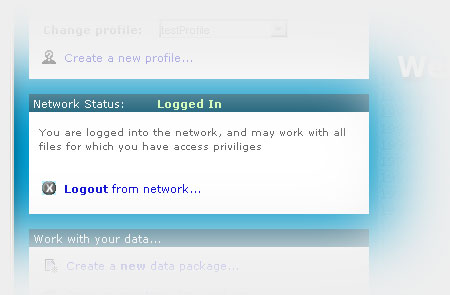 Change profile: testProfile
We
Create a new profile...
Network Status: Logged In
You are logged into the network, and may work with all
files for which you have access priviliges
Logout from network...
Work with your data...
Create a new data package...